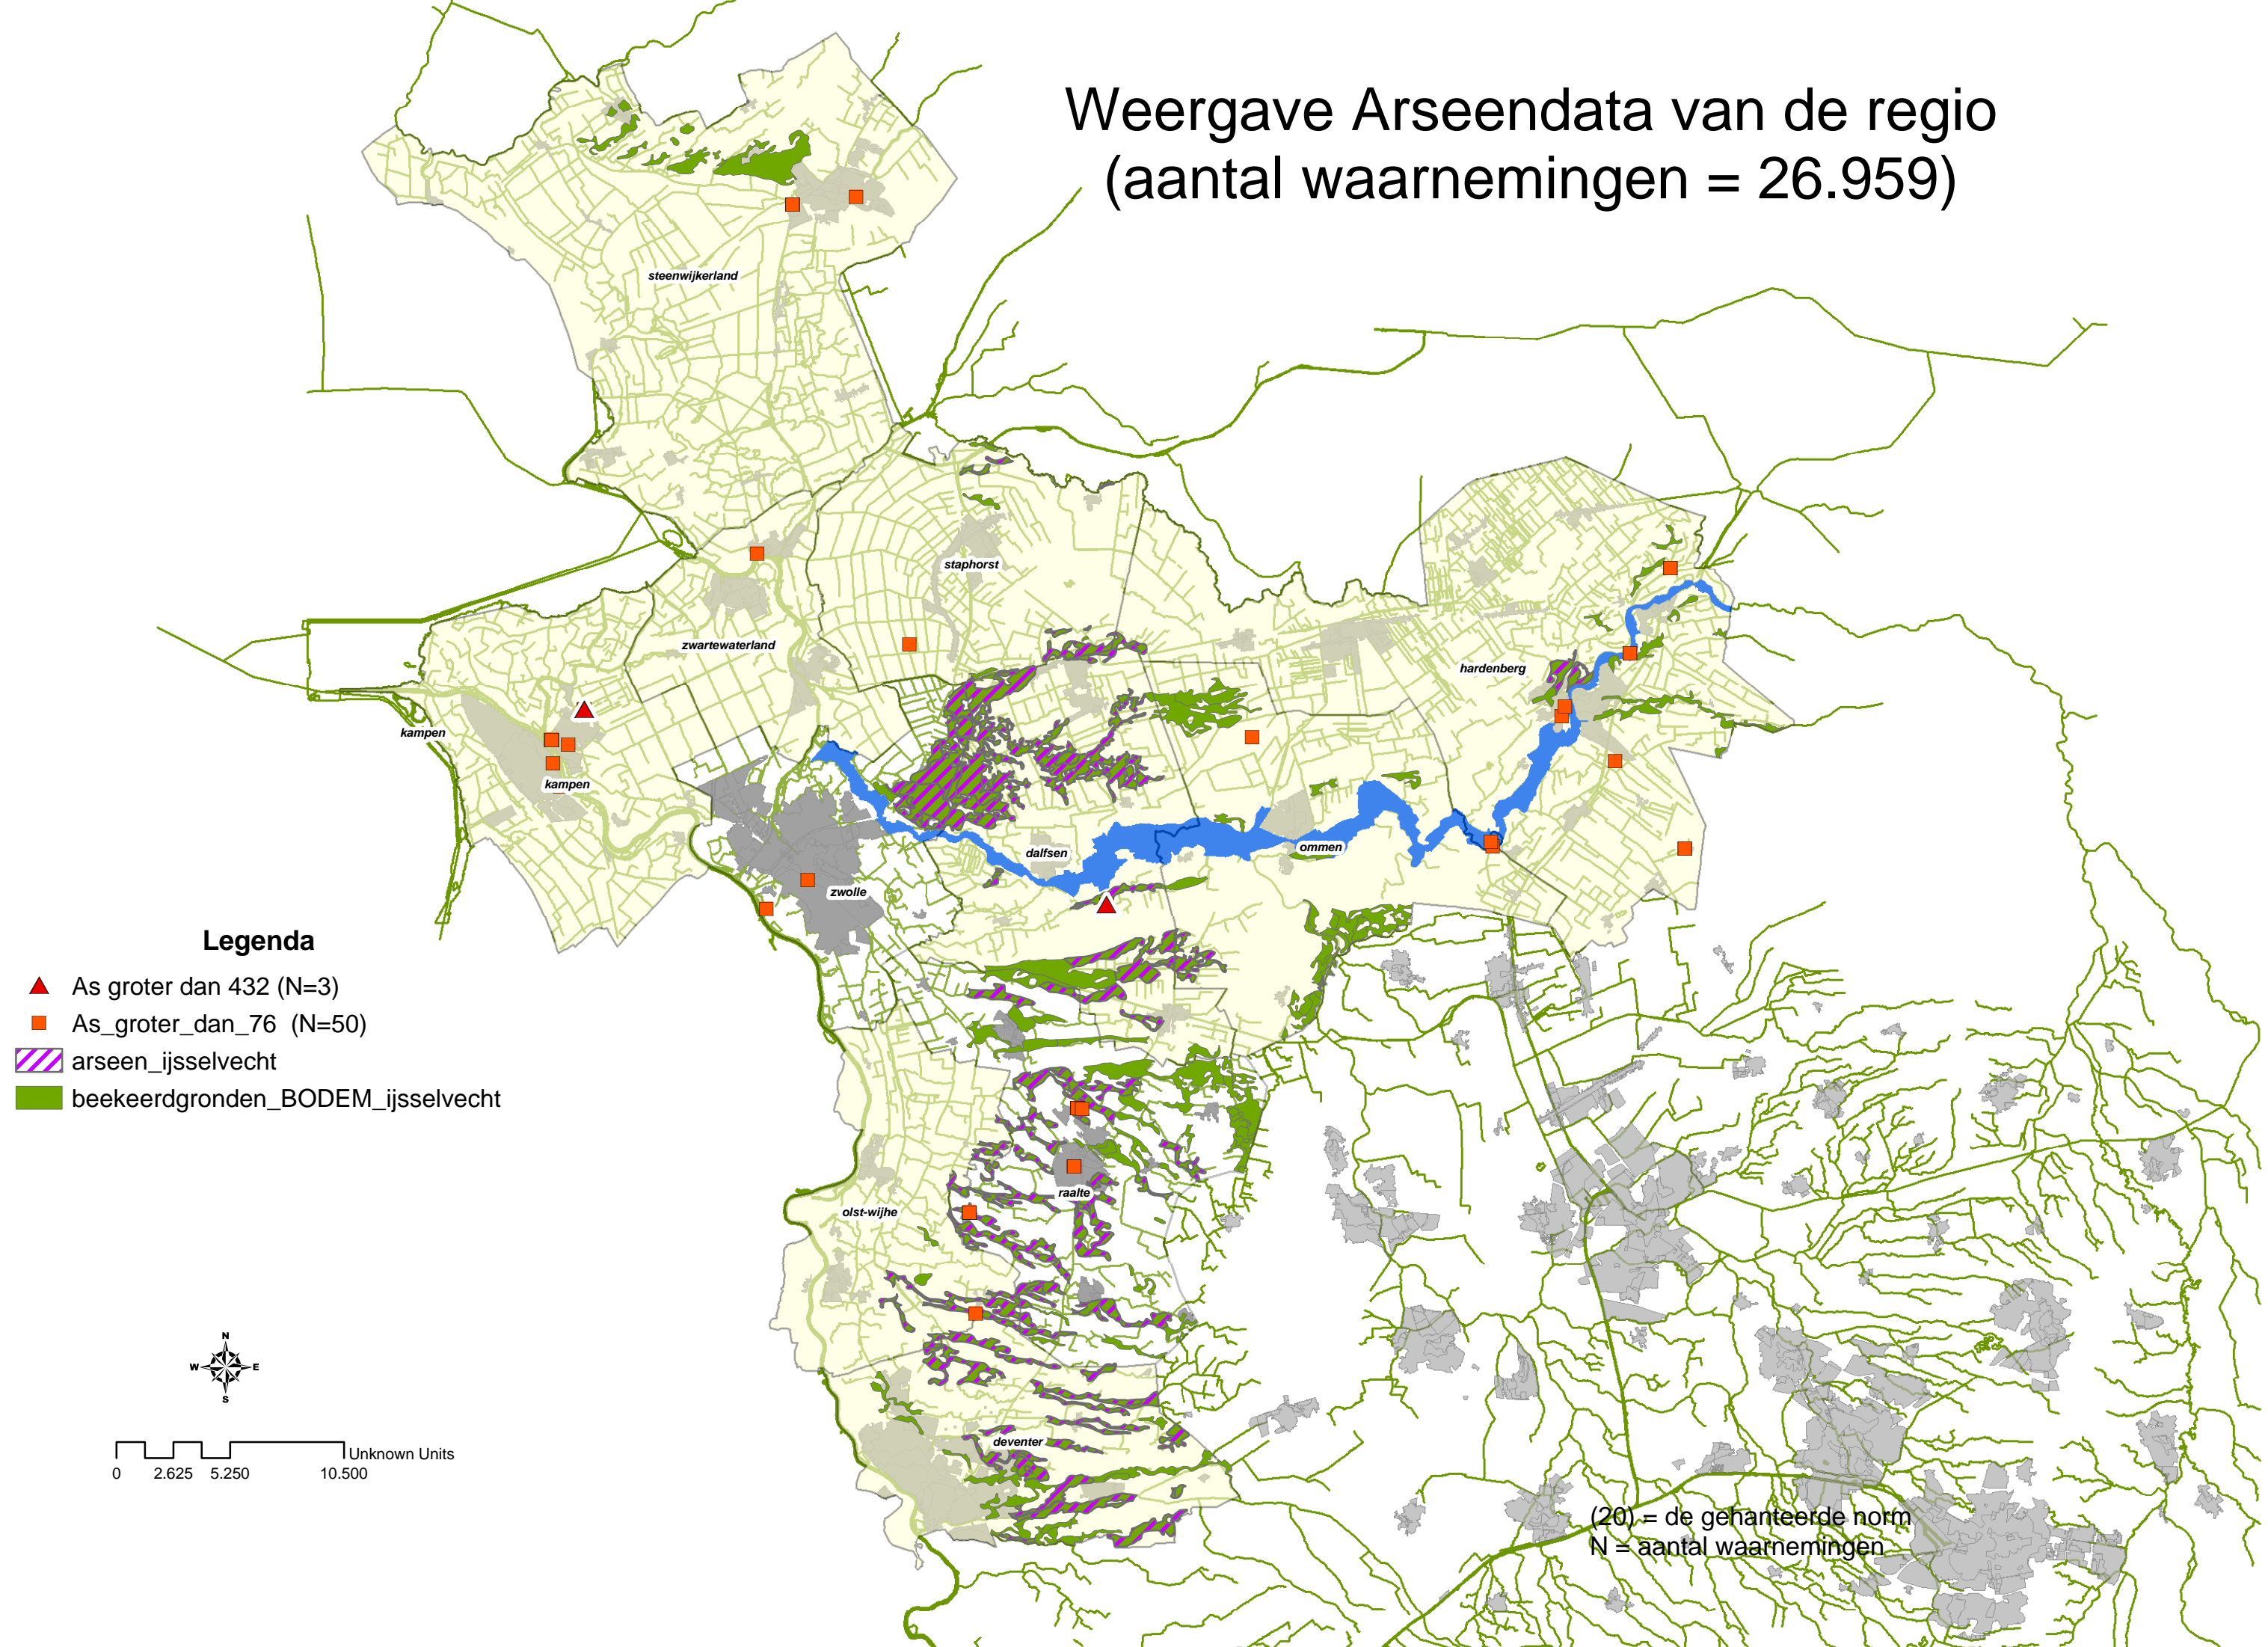 Weergave Arseendata van de regio
(aantal waarnemingen = 26.959)
steenwijkerland
staphorst
zwartewaterland
hardenberg
kampen
kampen
dalfsen
ommen
zwolle
raalte
olst-wijhe
deventer
Legenda
As groter dan 432 (N=3)
As_groter_dan_76 (N=50)
arseen_ijsselvecht
beekeerdgronden_BODEM_ijsselvecht
N
W E
S
Unknown Units
0 2.625 5.250 10.500
(20) = de gehanteerde norm
N = aantal waarnemingen